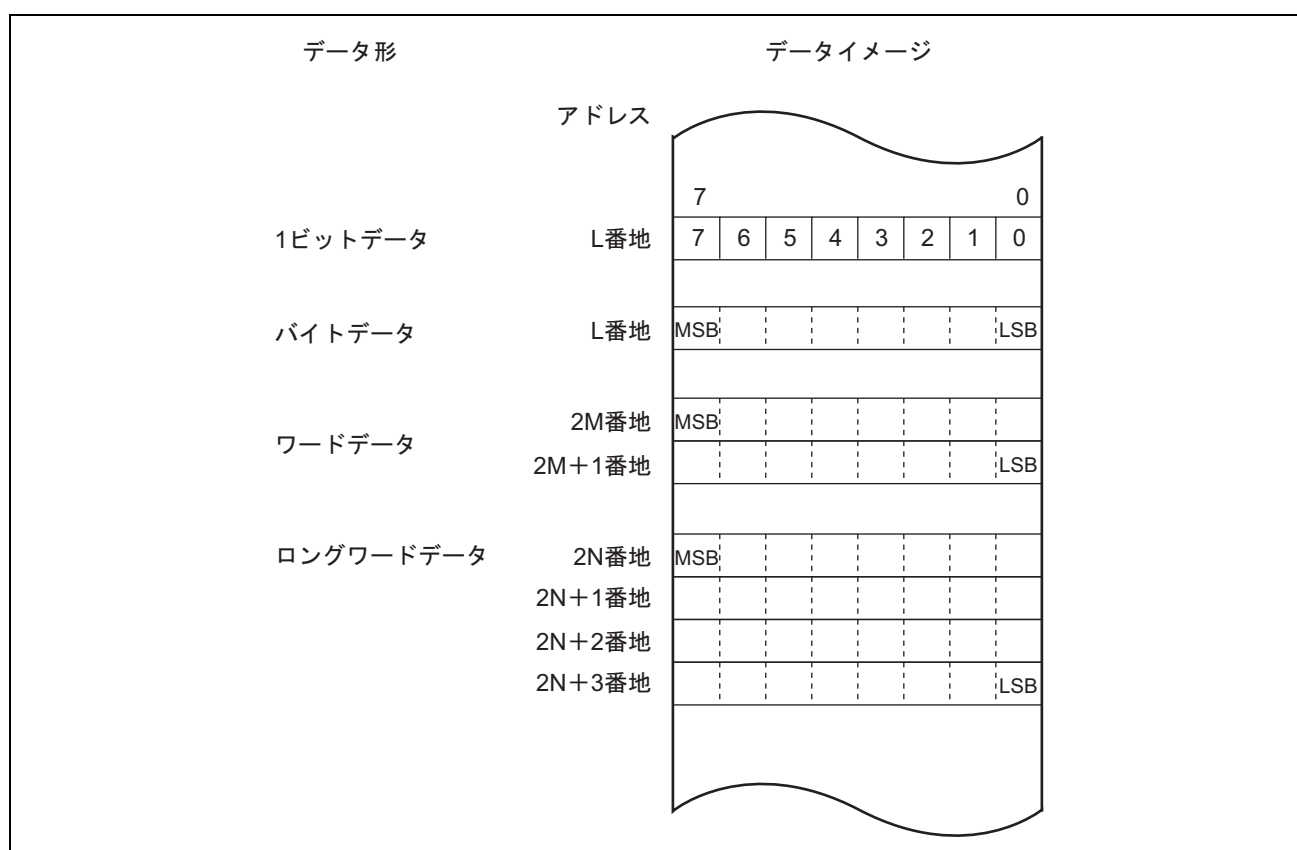 データ形 データイメージ
アドレス
7 0
1ビットデータ L番地 7 6 5 4 3 2 1 0
バイトデータ L番地 MSB LSB
ワードデータ
2M番地 MSB
2M+1番地 LSB
ロングワードデータ 2N番地 MSB
2N+1番地
2N+2番地
2N+3番地 LSB